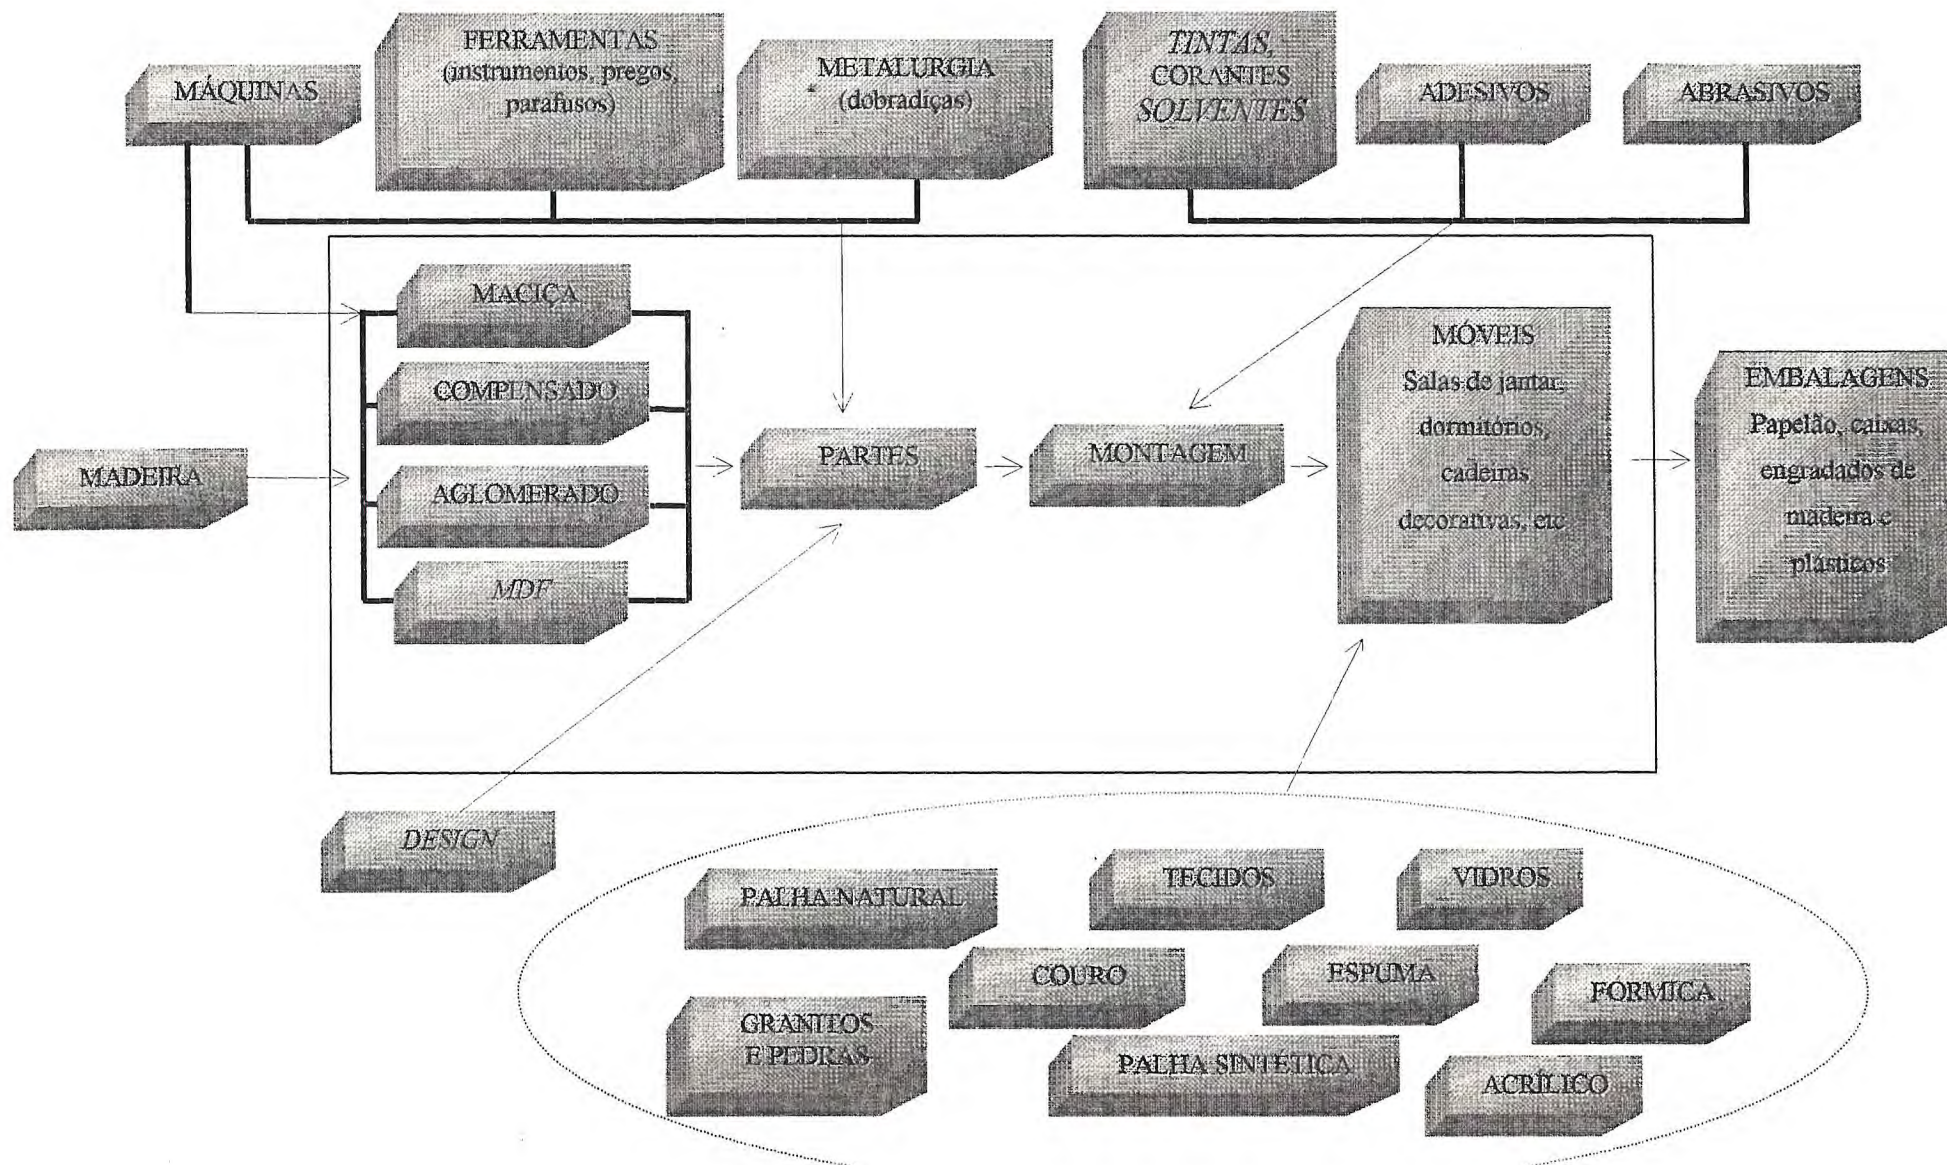 MÁQUINAS
FERRAMENTAS
(instrumentos, pregos,
parafusos)
METALURGIA
(dobradiças)
TINTAS,
CORANTES
SOLVENTES
ADESIVOS
ABRASIVOS
MACIÇA
COMPENSADO
AGLOMERADO
MDF
MADEIRA
PARTES
MONTAGEM
MÓVEIS
Salas de jantar,
dormitórios,
cadeiras
decorativas, etc
EMBALAGENS
Papelão, caixas,
engradados de
madeira e
plásticos
DESIGN
PALHA NATURAL
TECIDOS
VIDROS
COURO
ESPUMA
FÓRMICA
GRANITOS
E PEDRAS
PALHA SINTÉTICA
ACRÍLICO